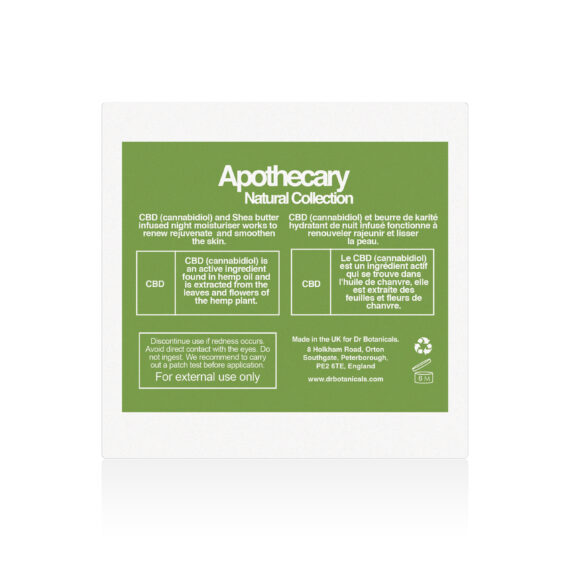 Apothecary
Natural Collection
CBD (cannabidiol) and Shea butter
infused night moisturiser works to
renew rejuvenate and smoothen
the skin.
CBD (cannabidiol) et beurre de karité
hydratant de nuit infusé fonctionne à
renouveler rajeunir et lisser
la peau.
CBD
CBD (cannabidiol) is
an active ingredient
found in hemp oil and
is extracted from the
leaves and flowers of
the hemp plant.
CBD
Le CBD (cannabidiol)
est un ingrédient actif
qui se trouve dans
l'huile de chanvre, elle
est extraite des
feuilles et fleurs de
chanvre.
Discontinue use if redness occurs.
Avoid direct contact with the eyes. Do
not ingest. We recommend to carry
out a patch test before application.
For external use only
Made in the UK for Dr Botanicals.
8 Holkham Road, Orton
Southgate, Peterborough,
PE2 6TE, England
www.drbotanicals.com
6 M